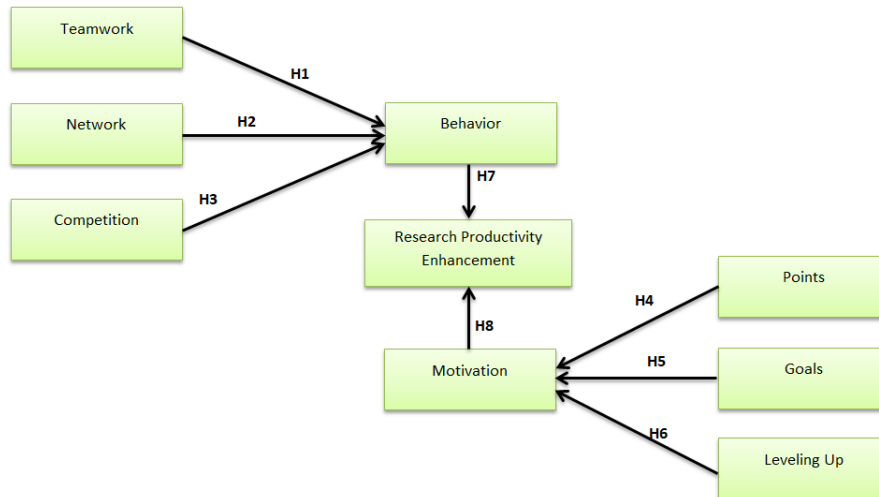 Teamwork
H1
Network
H2
Behavior
H3
Competition
H7
Research Productivity
Enhancement
Points
H4
H8
Motivation
H5
Goals
H6
Leveling Up